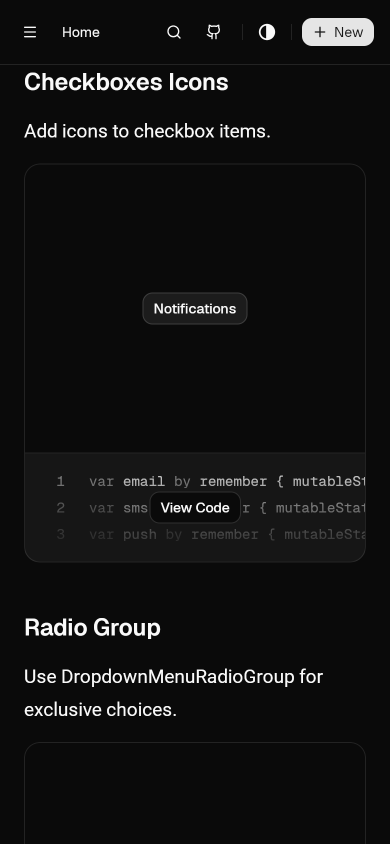 Home
New
Checkboxes Icons
Add icons to checkbox items.
Notifications
1 var email by remember { mutableSt
2 var sms r { mutableStat
View Code
3 var push by remember { mutableSta
Radio Group
Use DropdownMenuRadioGroup for
exclusive choices.